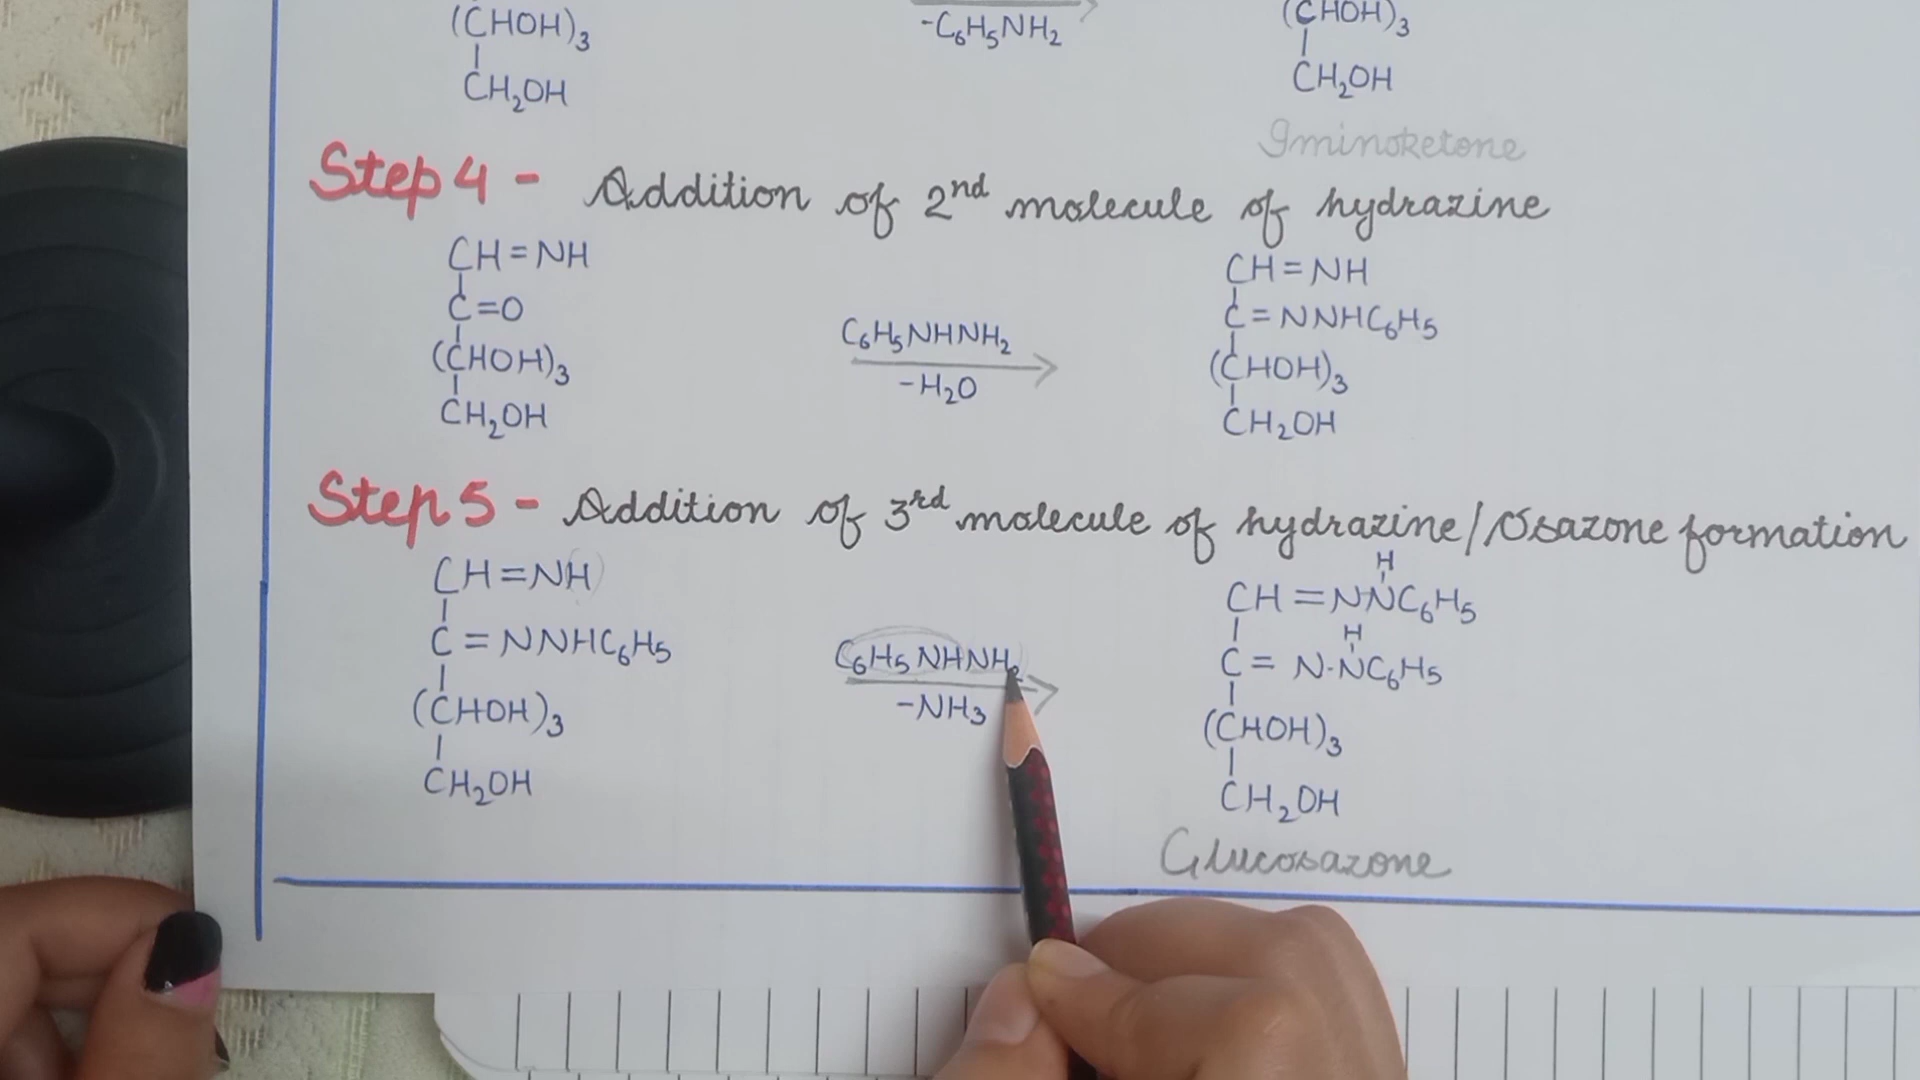 (CHOH)3
-C6H5NH2
(CHOH)3
CH2OH
CH2OH
Iminoketone
Step 4 - Addition of 2nd molecule of hydrazine
CH=NH
C=O
(CHOH)3
CH2OH
C6H5NHNH2
-H2O
CH=NH
C=NNHC6H5
(CHOH)3
CH2OH
Step 5 - Addition of 3rd molecule of hydrazine/Osazone formation
CH=NH
C=NNHC6H5
(CHOH)3
CH2OH
C6H5NHNH2
-NH3
H
CH=NNC6H5
H
C=N-NC6H5
(CHOH)3
CH2OH
Glucosazone